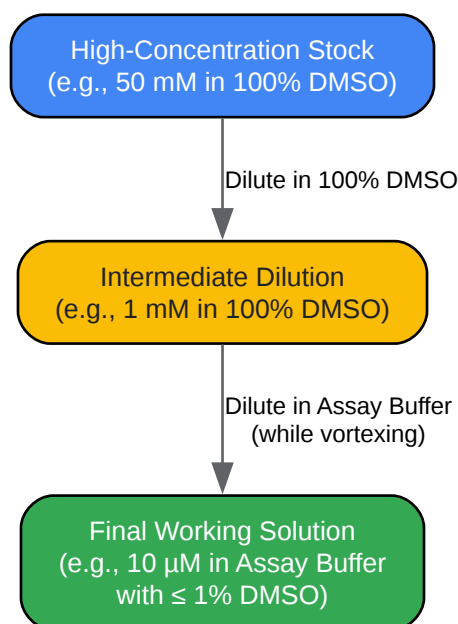 High-Concentration Stock
(e.g., 50 mM in 100% DMSO)
Dilute in 100% DMSO
Intermediate Dilution
(e.g., 1 mM in 100% DMSO)
Dilute in Assay Buffer
(while vortexing)
Final Working Solution
(e.g., 10 µM in Assay Buffer
with ≤ 1% DMSO)